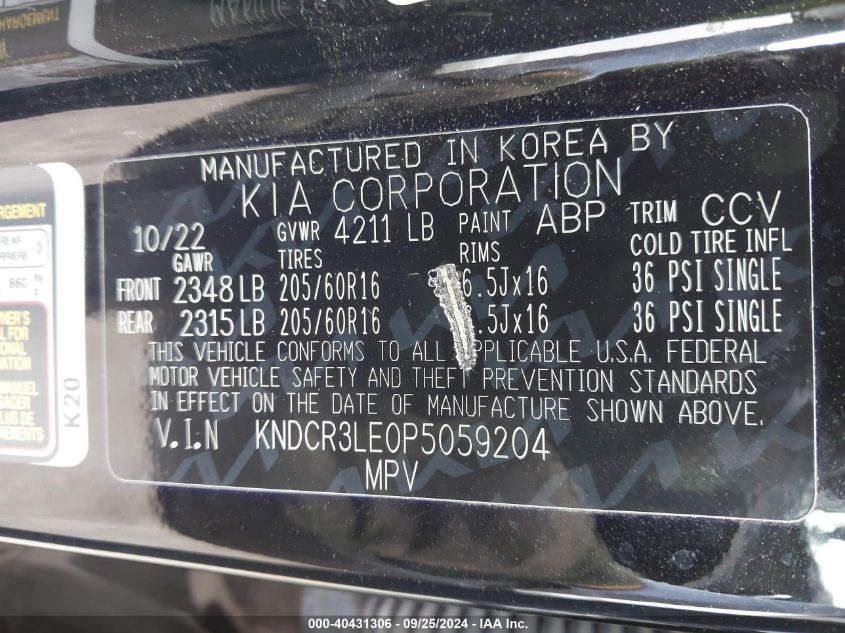 MANUFACTURED IN KOREA BY
KIA CORPORATION
10/22 GVWR 4211 LB PAINT ABP TRIM CCV
GAWR TIRES RIMS COLD TIRE INFL
FRONT 2348 LB 205/60R16 6.5Jx16 36 PSI SINGLE
REAR 2315 LB 205/60R16 .5Jx16 36 PSI SINGLE
THIS VEHICLE CONFORMS TO ALL PPLICABLE U.S.A. FEDERAL
MOTOR VEHICLE SAFETY AND THEFT PREVENTION STANDARDS
IN EFFECT ON THE DATE OF MANUFACTURE SHOWN ABOVE.
V.I.N KNDCR3LE0P5059204
MPV
REAR
3
860
K20
000-40431306 - 09/25/2024 - IAA Inc.